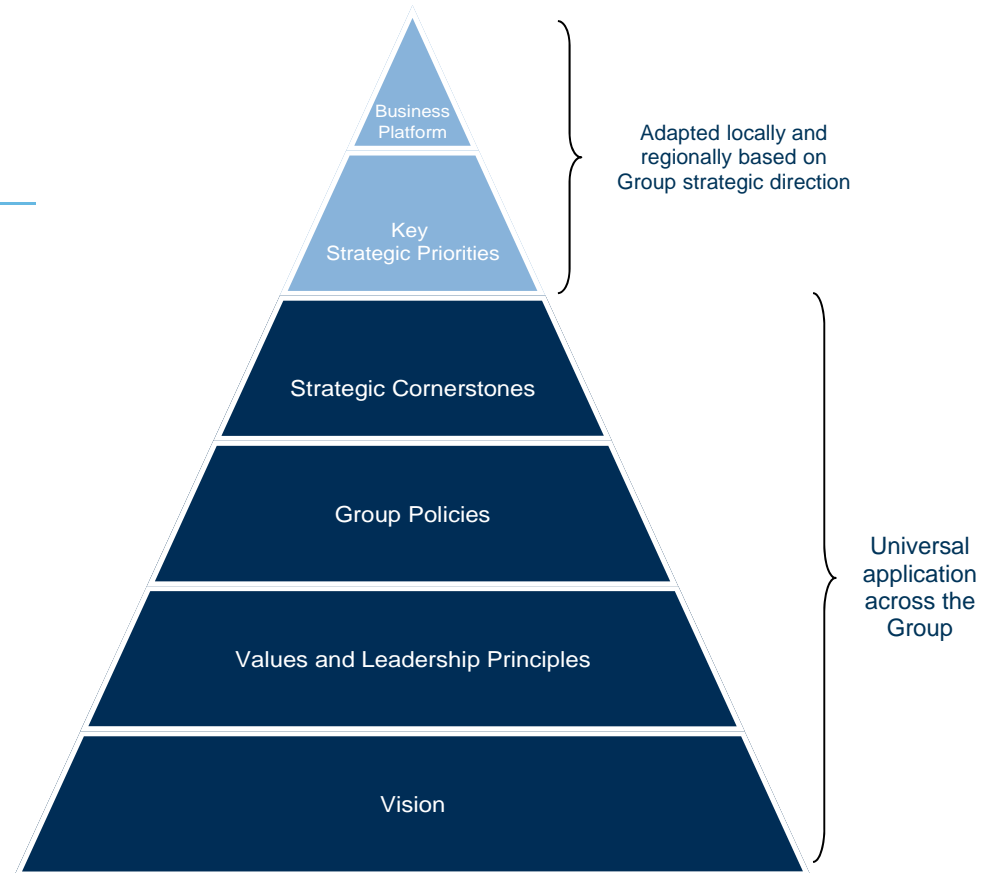 Business
Platform
Adapted locally and
regionally based on
Group strategic direction
Key
Strategic Priorities
Strategic Cornerstones
Group Policies
Universal
application
across the
Group
Values and Leadership Principles
Vision